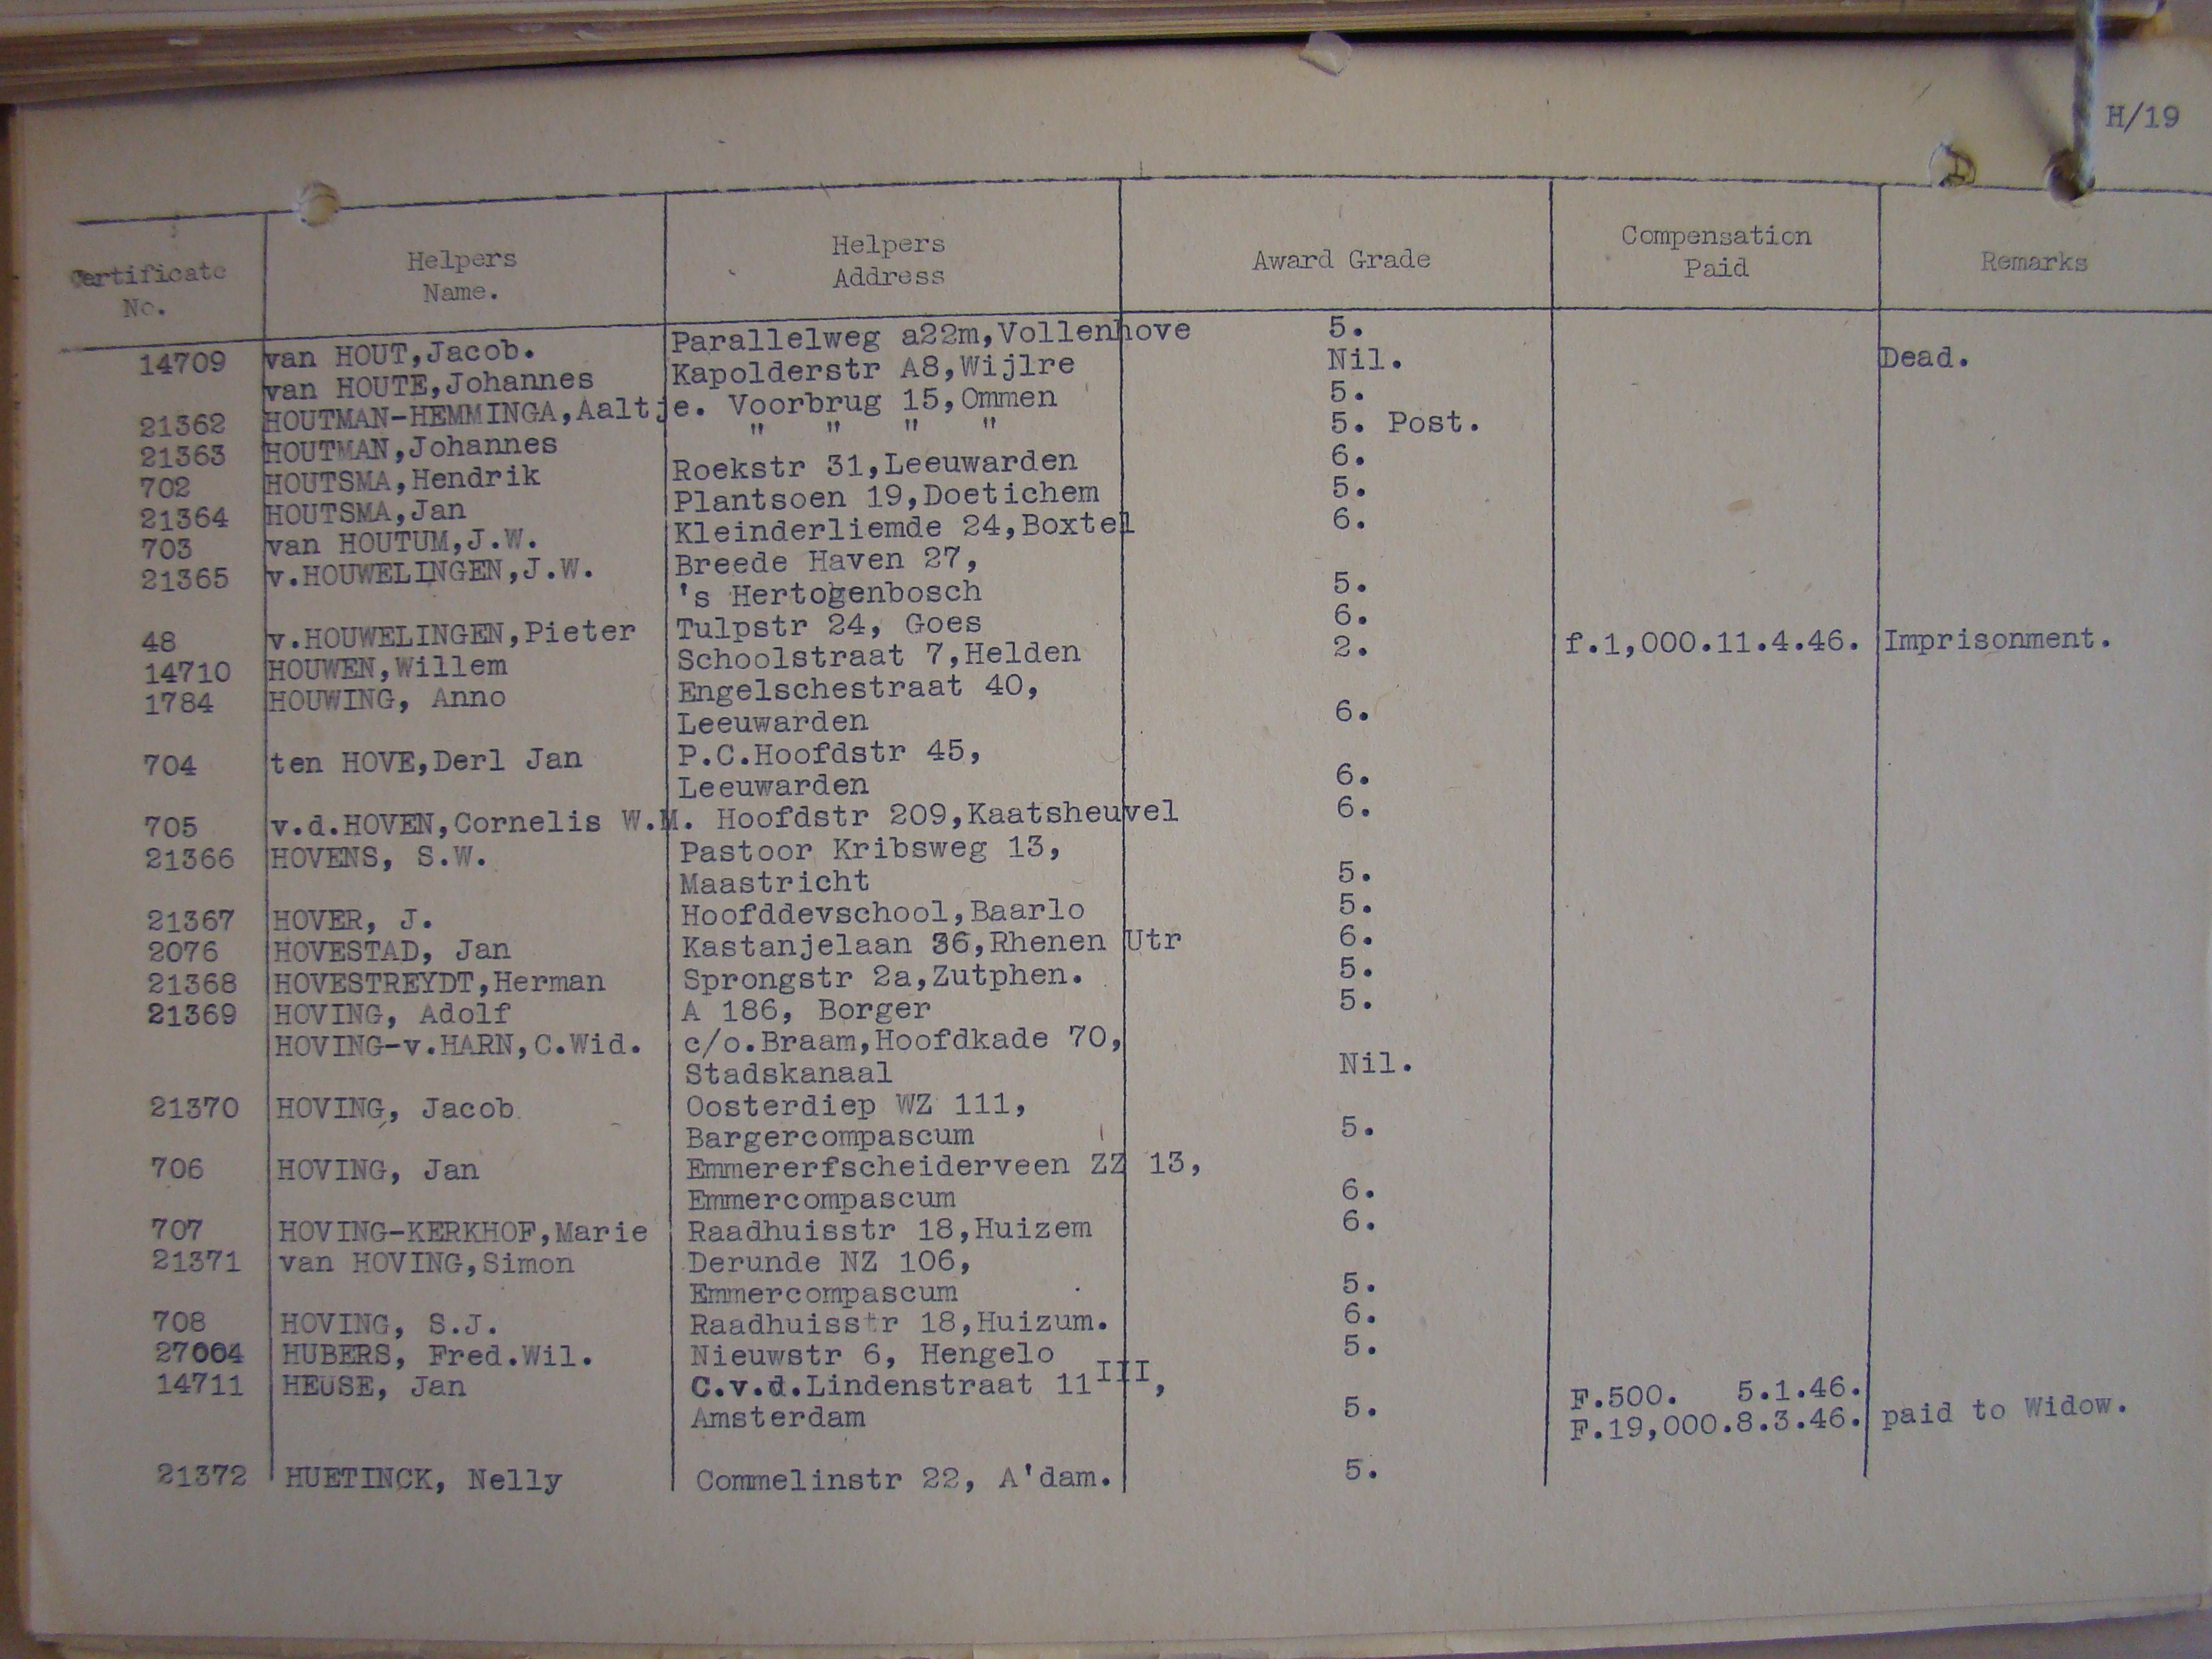 H/19
Certificate No. Helpers Name. Helpers Address Award Grade Compensation Paid Remarks
14709 van HOUT,Jacob. Parallelweg a22m,Vollenhove 5.
van HOUTE,Johannes Kapolderstr A8,Wijlre Nil. Dead.
21362 HOUTMAN-HEMMINGA,Aaltje. Voorbrug 15,Ommen 5.
21363 HOUTMAN,Johannes " " " " 5. Post.
702 HOUTSMA,Hendrik Roekstr 31,Leeuwarden 6.
21364 HOUTSMA,Jan Plantsoen 19,Doetichem 5.
703 van HOUTUM,J.W. Kleinderliemde 24,Boxtel 6.
21365 v.HOUWELINGEN,J.W. Breede Haven 27,
's Hertogenbosch 5.
48 v.HOUWELINGEN,Pieter Tulpstr 24, Goes 6.
14710 HOUWEN,Willem Schoolstraat 7,Helden 2. f.1,000.11.4.46. Imprisonment.
1784 HOUWING, Anno Engelschestraat 40,
Leeuwarden 6.
704 ten HOVE,Derl Jan P.C.Hoofdstr 45,
Leeuwarden 6.
705 v.d.HOVEN,Cornelis W.M. Hoofdstr 209,Kaatsheuvel 6.
21366 HOVENS, S.W. Pastoor Kribsweg 13,
Maastricht 5.
21367 HOVER, J. Hoofddevschool,Baarlo 5.
2076 HOVESTAD, Jan Kastanjelaan 36,Rhenen Utr 6.
21368 HOVESTREYDT,Herman Sprongstr 2a,Zutphen. 5.
21369 HOVING, Adolf A 186, Borger 5.
HOVING-v.HARN,C.Wid. c/o.Braam,Hoofdkade 70,
Stadskanaal Nil.
21370 HOVING, Jacob Oosterdiep WZ 111,
Bargercompascum 5.
706 HOVING, Jan Emmererfscheiderveen ZZ 13,
Emmercompascum 6.
707 HOVING-KERKHOF,Marie Raadhuisstr 18,Huizem 6.
21371 van HOVING,Simon Derunde NZ 106,
Emmercompascum 5.
708 HOVING, S.J. Raadhuisstr 18,Huizum. 6.
27004 HUBERS, Fred.Wil. Nieuwstr 6, Hengelo 5.
14711 HEUSE, Jan C.v.d.Lindenstraat 11III, F.500. 5.1.46.
Amsterdam 5. F.19,000.8.3.46. paid to Widow.
21372 HUETINCK, Nelly Commelinstr 22, A'dam. 5.